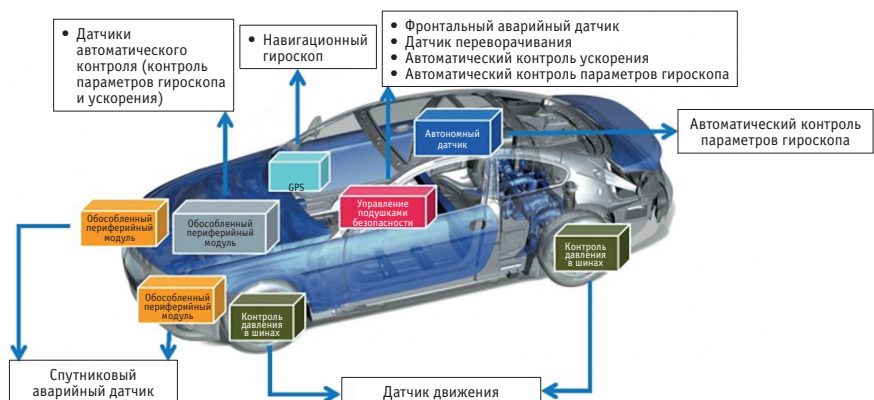 • Датчики
автоматического
контроля (контроль
параметров гироскопа
и ускорения)
• Навигационный
гироскоп
• Фронтальный аварийный датчик
• Датчик переворачивания
• Автоматический контроль ускорения
• Автоматический контроль параметров гироскопа
Автономный
датчик
Автоматический контроль
параметров гироскопа
GPS
Управление
подушками
безопасности
Обособленный
периферийный
модуль
Обособленный
периферийный
модуль
Контроль
давления
в шинах
Обособленный
периферийный
модуль
Контроль
давления
в шинах
Спутниковый
аварийный датчик
Датчик движения